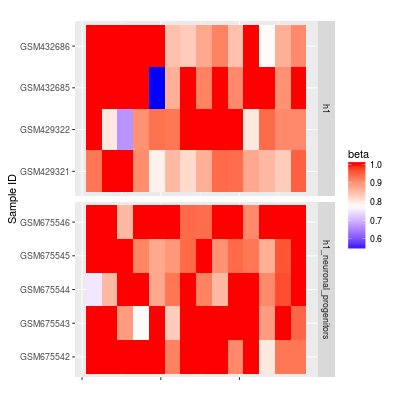 GSM432686
GSM432685
GSM429322
GSM429321
h1
GSM675546
GSM675545
GSM675544
GSM675543
GSM675542
h1_neuronal_progenitors
Sample ID
beta
1.0
0.9
0.8
0.7
0.6